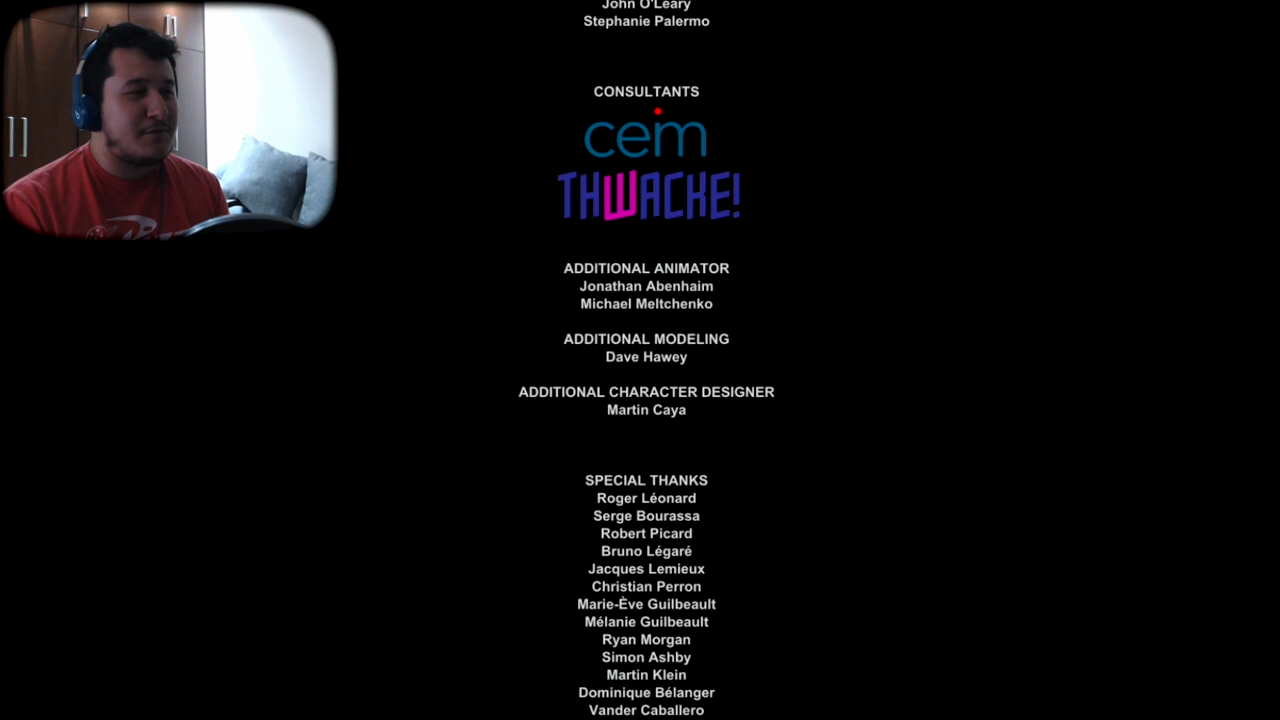 John O'Leary
Stephanie Palermo
CONSULTANTS
cem
THWACKE!
ADDITIONAL ANIMATOR
Jonathan Abenhaim
Michael Meltchenko
ADDITIONAL MODELING
Dave Hawey
ADDITIONAL CHARACTER DESIGNER
Martin Caya
SPECIAL THANKS
Roger Léonard
Serge Bourassa
Robert Picard
Bruno Légaré
Jacques Lemieux
Christian Perron
Marie-Ève Guilbeault
Mélanie Guilbeault
Ryan Morgan
Simon Ashby
Martin Klein
Dominique Bélanger
Vander Caballero